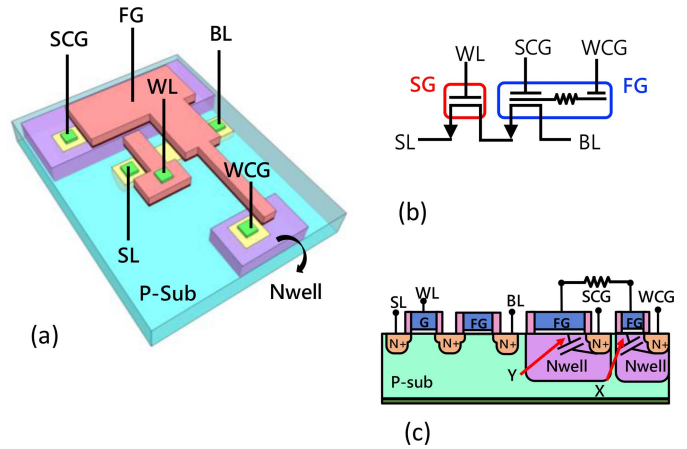 FG
SCG
BL
WL
WCG
SL
P-Sub
Nwell
(a)
SCG
WCG
WL
SG
FG
SL
BL
(b)
SL
WL
BL
SCG
WCG
G
FG
FG
FG
N+
N+
N+
N+
N+
Nwell
Nwell
Y
X
P-sub
(c)